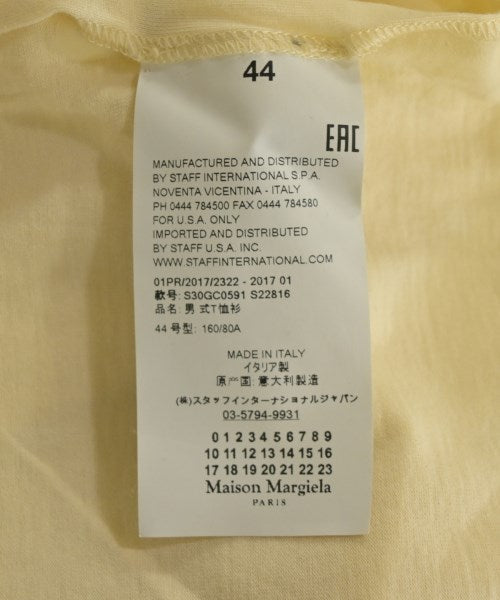 44
EAC
MANUFACTURED AND DISTRIBUTED
BY STAFF INTERNATIONAL S.P.A.
NOVENTA VICENTINA - ITALY
PH 0444 784500 FAX 0444 784580
FOR U.S.A. ONLY
IMPORTED AND DISTRIBUTED
BY STAFF U.S.A. INC.
WWW.STAFFINTERNATIONAL.COM
01PR/2017/2322 - 2017 01
款号: S30GC0591 S22816
品名: 男式T恤衫
44 号型: 160/80A
MADE IN ITALY
イタリア製
原产国: 意大利製造
(株)スタッフインターナショナルジャパン
03-5794-9931
0 1 2 3 4 5 6 7 8 9
10 11 12 13 14 15 16
17 18 19 20 21 22 23
Maison Margiela
PARIS